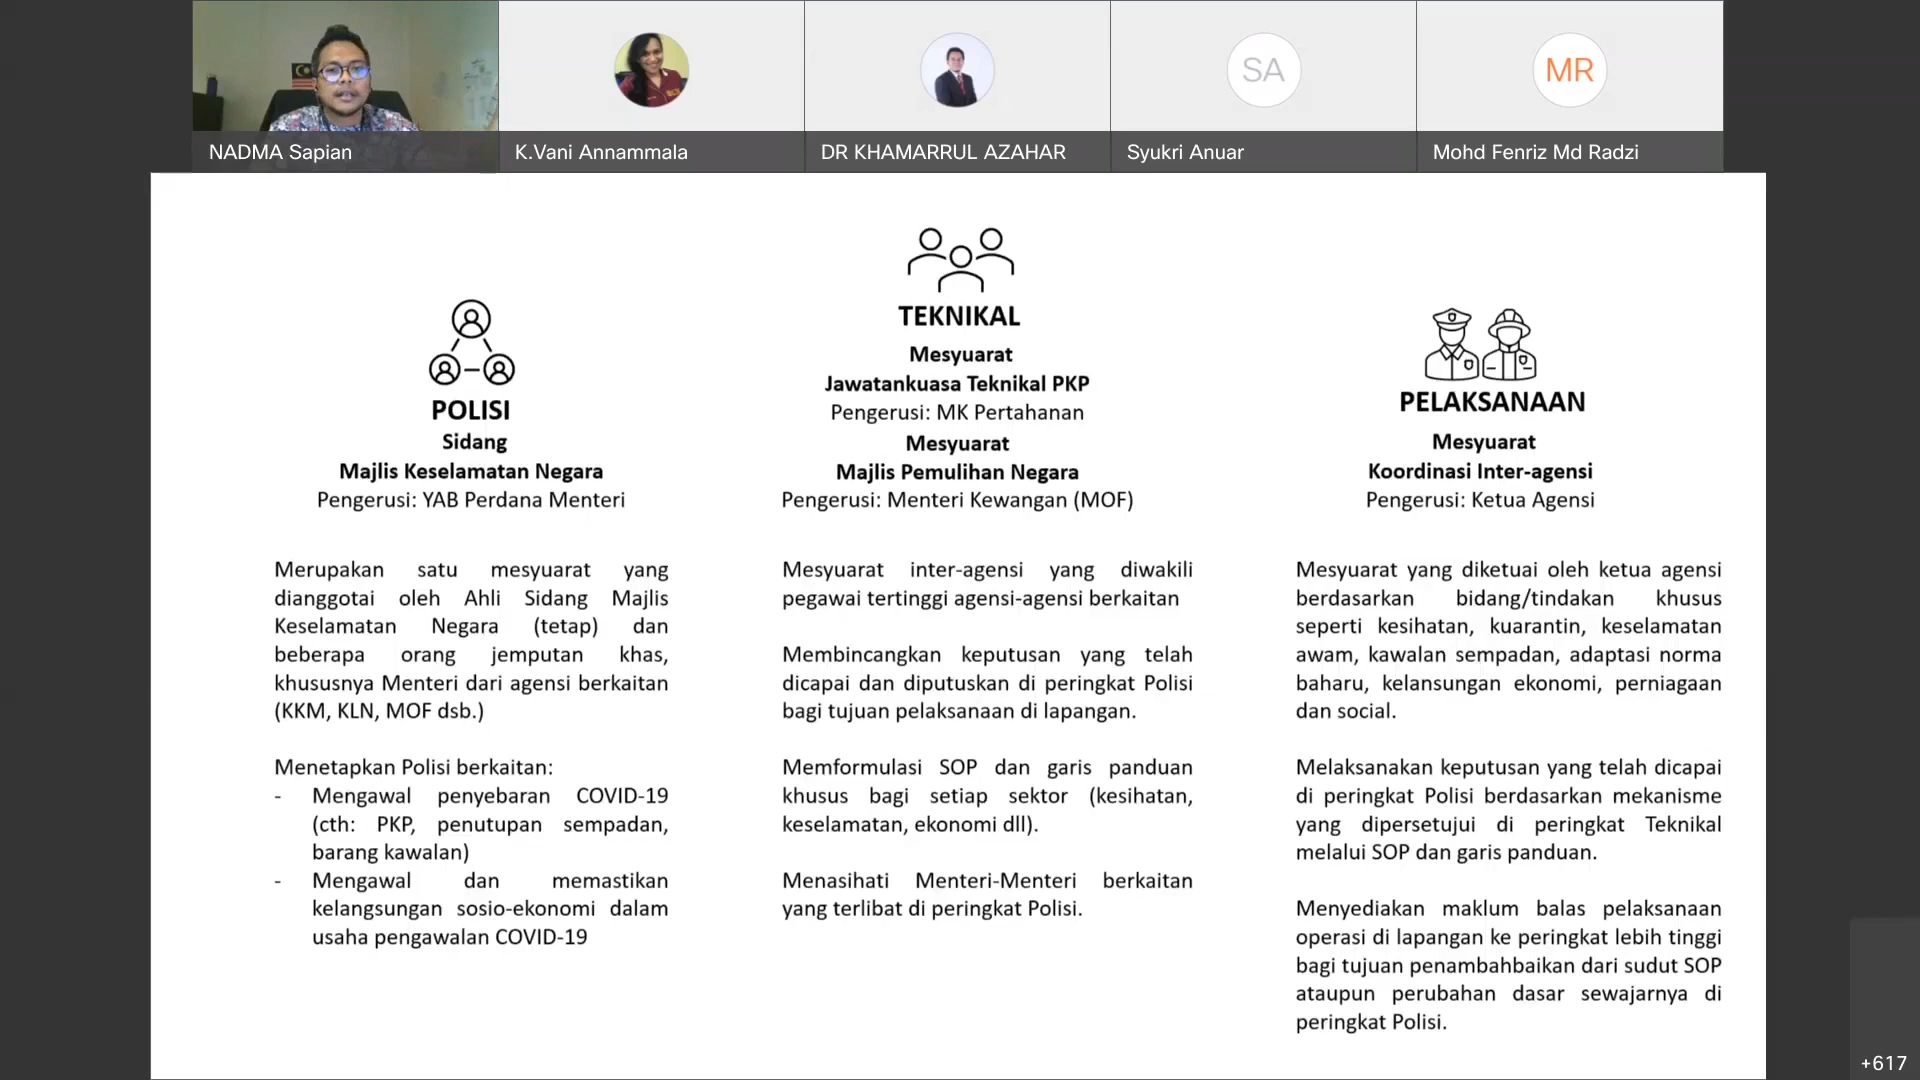 NADMA Sapian
K.Vani Annammala
DR KHAMARRUL AZAHAR
SA
Syukri Anuar
MR
Mohd Fenriz Md Radzi
POLISI
Sidang
Majlis Keselamatan Negara
Pengerusi: YAB Perdana Menteri
Merupakan satu mesyuarat yang
dianggotai oleh Ahli Sidang Majlis
Keselamatan Negara (tetap) dan
beberapa orang jemputan khas,
khususnya Menteri dari agensi berkaitan
(KKM, KLN, MOF dsb.)
Menetapkan Polisi berkaitan:
- Mengawal penyebaran COVID-19
(cth: PKP, penutupan sempadan,
barang kawalan)
- Mengawal dan memastikan
kelangsungan sosio-ekonomi dalam
usaha pengawalan COVID-19
TEKNIKAL
Mesyuarat
Jawatankuasa Teknikal PKP
Pengerusi: MK Pertahanan
Mesyuarat
Majlis Pemulihan Negara
Pengerusi: Menteri Kewangan (MOF)
Mesyuarat inter-agensi yang diwakili
pegawai tertinggi agensi-agensi berkaitan
Membincangkan keputusan yang telah
dicapai dan diputuskan di peringkat Polisi
bagi tujuan pelaksanaan di lapangan.
Memformulasi SOP dan garis panduan
khusus bagi setiap sektor (kesihatan,
keselamatan, ekonomi dll).
Menasihati Menteri-Menteri berkaitan
yang terlibat di peringkat Polisi.
PELAKSANAAN
Mesyuarat
Koordinasi Inter-agensi
Pengerusi: Ketua Agensi
Mesyuarat yang diketuai oleh ketua agensi
berdasarkan bidang/tindakan khusus
seperti kesihatan, kuarantin, keselamatan
awam, kawalan sempadan, adaptasi norma
baharu, kelansungan ekonomi, perniagaan
dan social.
Melaksanakan keputusan yang telah dicapai
di peringkat Polisi berdasarkan mekanisme
yang dipersetujui di peringkat Teknikal
melalui SOP dan garis panduan.
Menyediakan maklum balas pelaksanaan
operasi di lapangan ke peringkat lebih tinggi
bagi tujuan penambahbaikan dari sudut SOP
ataupun perubahan dasar sewajarnya di
peringkat Polisi.
+617